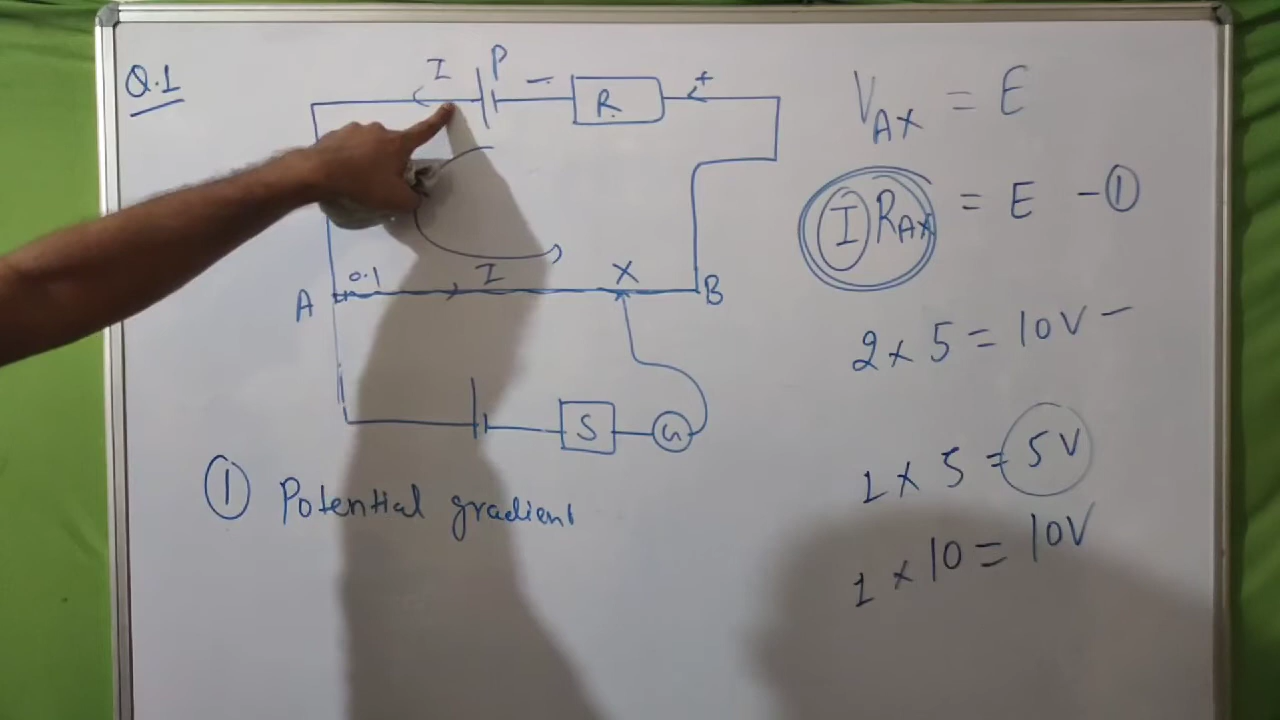 Q.1
I P −
R +
A 0.1 I X B
S G
① Potential gradient
V_AX = E
I R_AX = E − ①
2 × 5 = 10V −
1 × 5 = 5V
1 × 10 = 10V